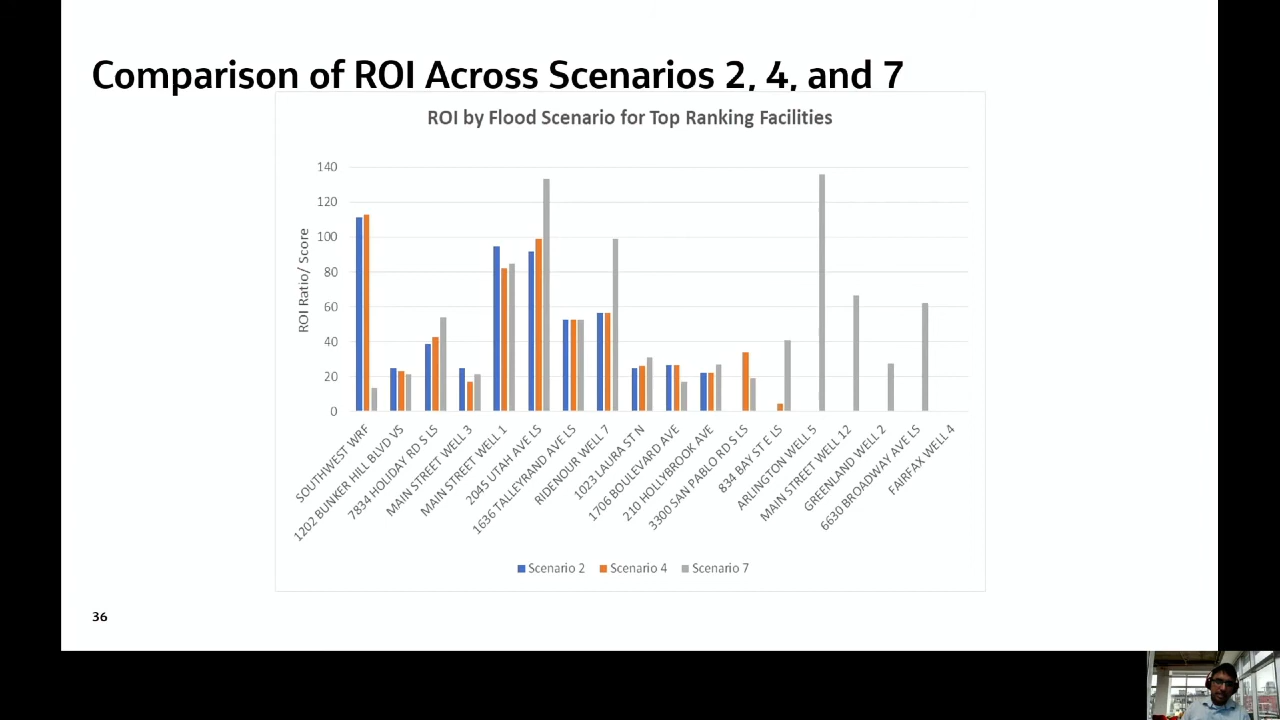 Comparison of ROI Across Scenarios 2, 4, and 7
ROI by Flood Scenario for Top Ranking Facilities
ROI Ratio/ Score
140
120
100
80
60
40
20
0
SOUTHWEST WRF
1202 BUNKER HILL BLVD VS
7834 HOLIDAY RD S LS
MAIN STREET WELL 3
MAIN STREET WELL 1
2045 UTAH AVE LS
1636 TALLEYRAND AVE LS
RIDENOUR WELL 7
1023 LAURA ST N
1706 BOULEVARD AVE
210 HOLLYBROOK AVE
3300 SAN PABLO RD S LS
834 BAY ST E LS
ARLINGTON WELL 5
MAIN STREET WELL 12
GREENLAND WELL 2
6630 BROADWAY AVE LS
FAIRFAX WELL 4
Scenario 2 Scenario 4 Scenario 7
36